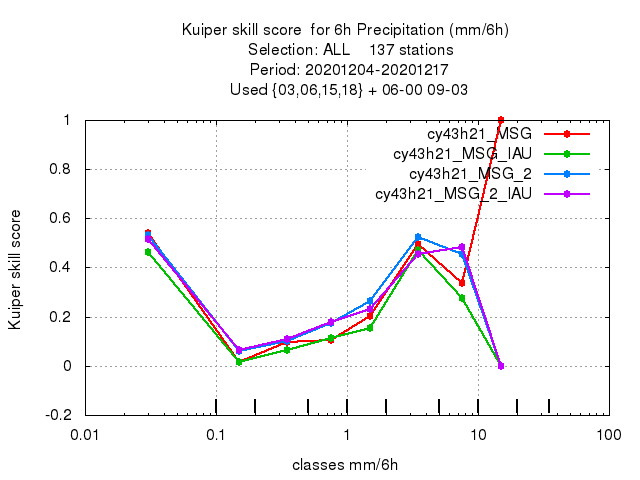 Kuiper skill score  for 6h Precipitation (mm/6h)
Selection: ALL    137 stations
Period: 20201204-20201217
Used {03,06,15,18} + 06-00 09-03
cy43h21_MSG
cy43h21_MSG_IAU
cy43h21_MSG_2
cy43h21_MSG_2_IAU
1
0.8
0.6
0.4
0.2
0
-0.2
Kuiper skill score
0.01 0.1 1 10 100
classes mm/6h